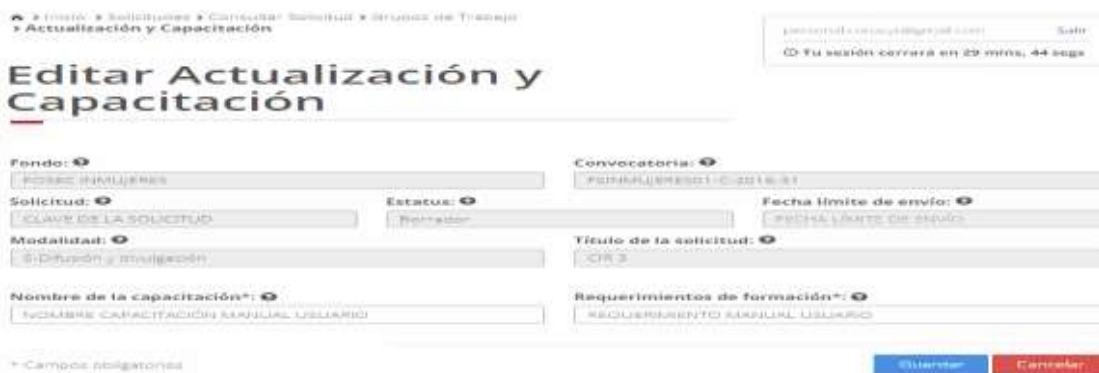 > Inicio > Solicitudes > Consultar Solicitud > Grupos de Trabajo
> Actualización y Capacitación
Salir
Tu sesión cerrará en 29 mins, 44 segs
Editar Actualización y
Capacitación
Fondo:
Convocatoria:
FOSEC INMUJERES
Solicitud:
Estatus:
Fecha límite de envío:
CLAVE DE LA SOLICITUD
Borrador
FECHA LÍMITE DE ENVÍO
Modalidad:
Título de la solicitud:
S-Difusión y divulgación
CIR 3
Nombre de la capacitación*:
Requerimientos de formación*:
NOMBRE CAPACITACIÓN MANUAL USUARIO
REQUERIMIENTO MANUAL USUARIO
* Campos obligatorios
Guardar
Cancelar